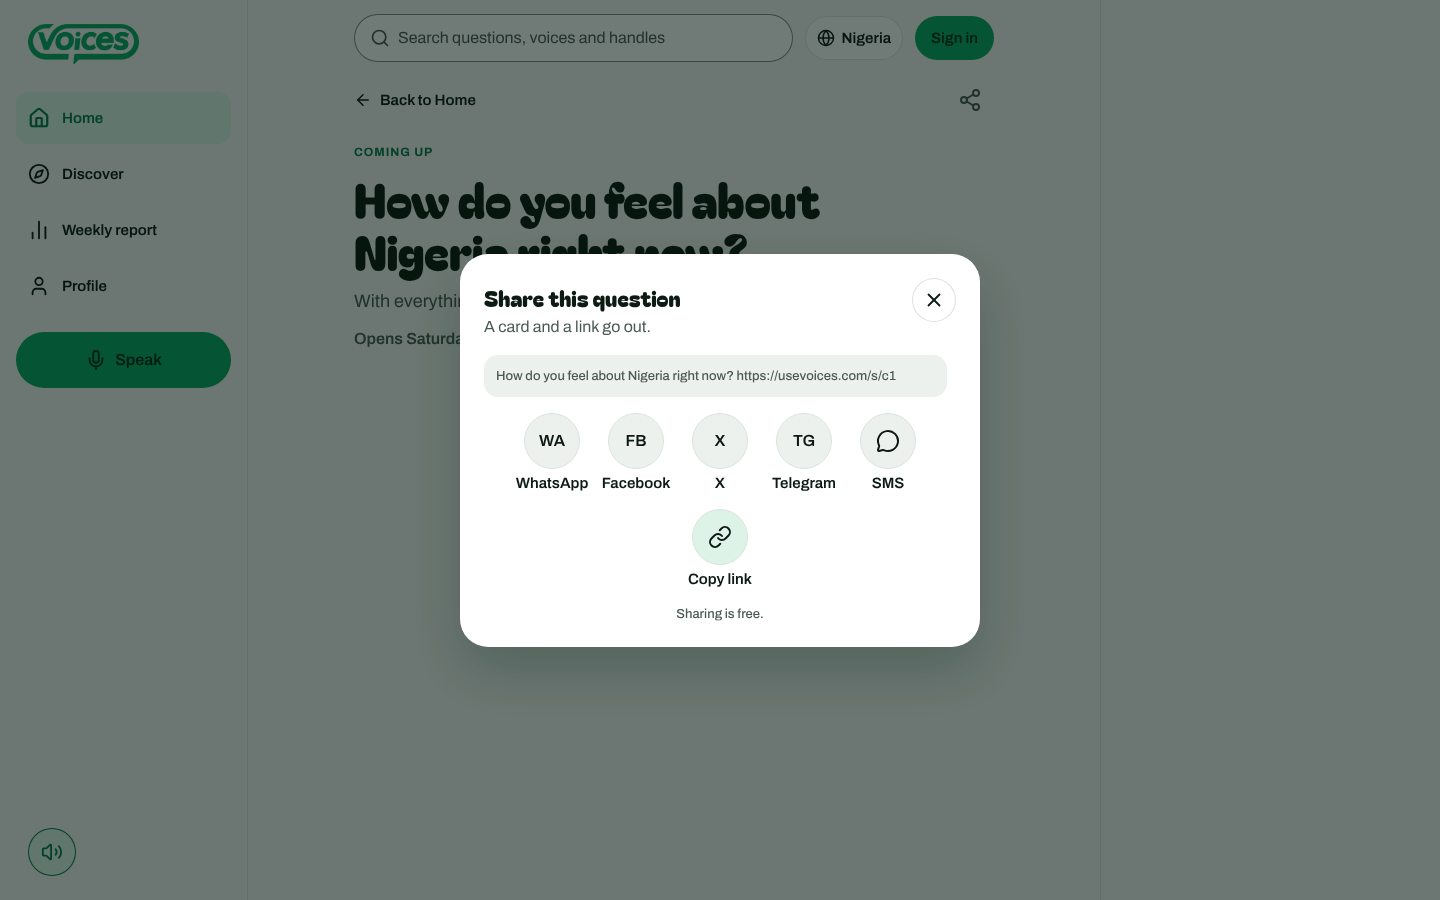 Voices
Search questions, voices and handles
Nigeria
Sign in
Home
Discover
Weekly report
Profile
Speak
Back to Home
COMING UP
How do you feel about
Nigeria right now?
With
Opens
Share this question
A card and a link go out.
How do you feel about Nigeria right now? https://usevoices.com/s/c1
WA
FB
X
TG
WhatsApp
Facebook
X
Telegram
SMS
Copy link
Sharing is free.